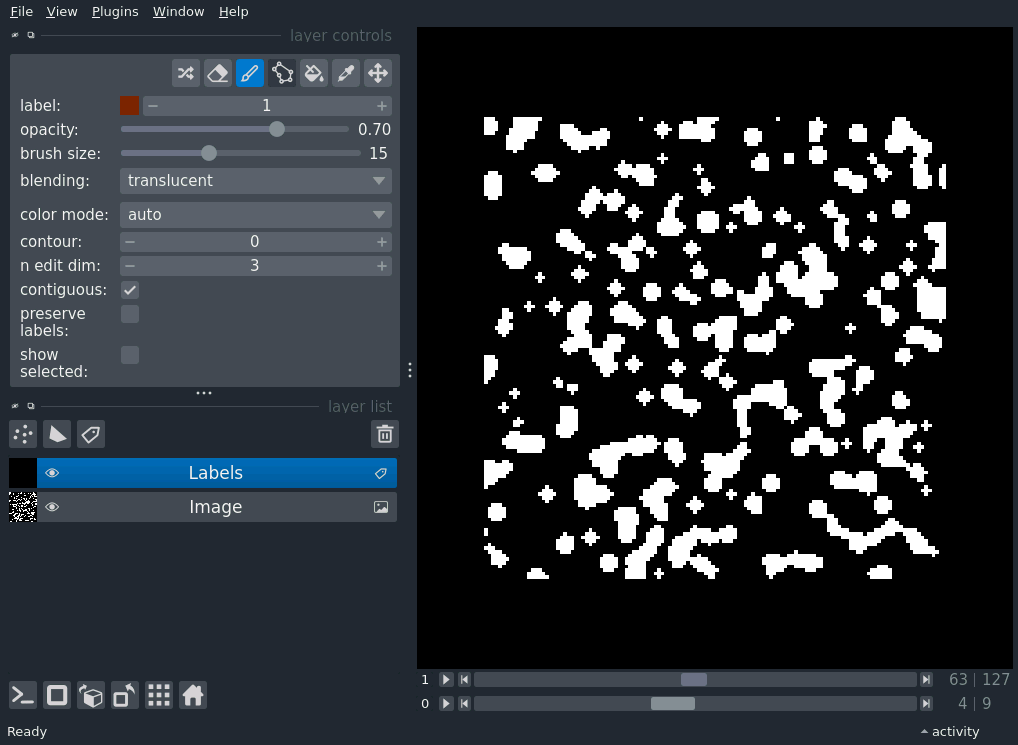 File View Plugins Window Help
layer controls
label: 1
opacity: 0.70
brush size: 15
blending: translucent
color mode: auto
contour: 0
n edit dim: 3
contiguous:
preserve
labels:
show
selected:
layer list
Labels
Image
1 63 | 127
0 4 | 9
Ready activity